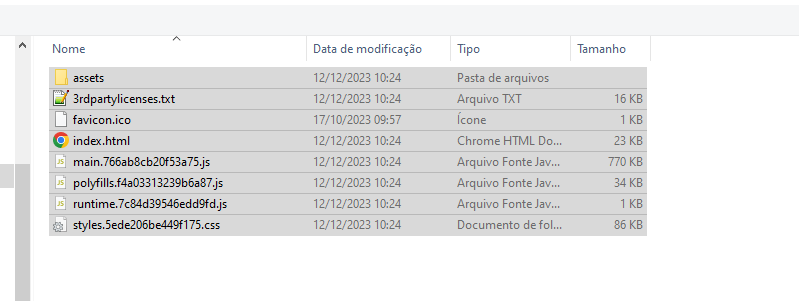 Nome Data de modificação Tipo Tamanho
assets 12/12/2023 10:24 Pasta de arquivos
3rdpartylicenses.txt 12/12/2023 10:24 Arquivo TXT 16 KB
favicon.ico 17/10/2023 09:57 Ícone 1 KB
index.html 12/12/2023 10:24 Chrome HTML Do... 23 KB
main.766ab8cb20f53a75.js 12/12/2023 10:24 Arquivo Fonte Jav... 770 KB
polyfills.f4a03313239b6a87.js 12/12/2023 10:24 Arquivo Fonte Jav... 34 KB
runtime.7c84d39546edd9fd.js 12/12/2023 10:24 Arquivo Fonte Jav... 1 KB
styles.5ede206be449f175.css 12/12/2023 10:24 Documento de fol... 86 KB